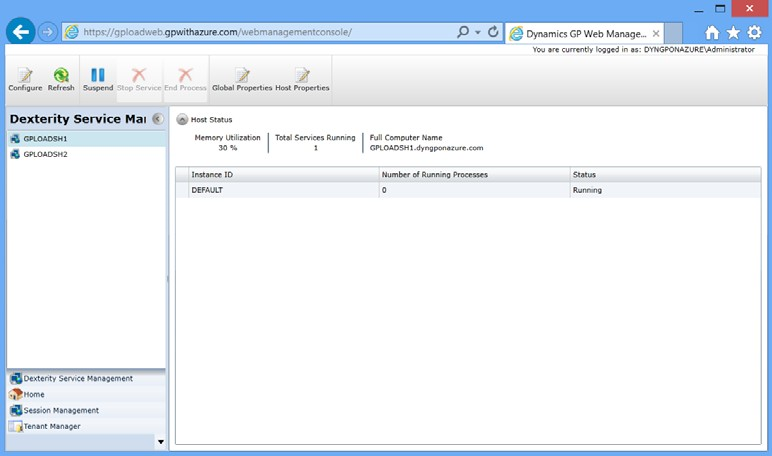 https://gploadweb.gpwithazure.com/webmanagementconsole/
Dynamics GP Web Manage...
You are currently logged in as: DYNGPONAZURE\Administrator
Configure Refresh Suspend Stop Service End Process Global Properties Host Properties
Dexterity Service Ma
GPLOADSH1
GPLOADSH2
Host Status
Memory Utilization Total Services Running Full Computer Name
30 % 1 GPLOADSH1.dyngponazure.com
Instance ID Number of Running Processes Status
DEFAULT 0 Running
Dexterity Service Management
Home
Session Management
Tenant Manager